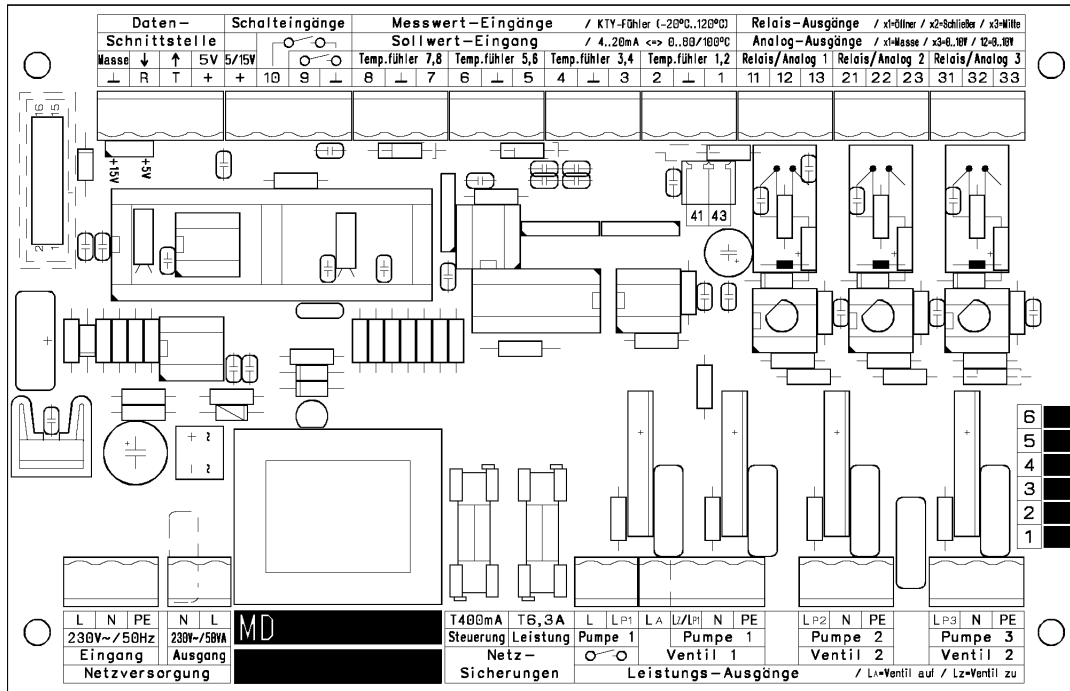 Daten-
Schalteingänge
Messwert-Eingänge / KTY-Fühler (-20°C..120°C)
Relais-Ausgänge / x1=Öffner / x2=Schließer / x3=Mitte
Schnittstelle
Sollwert-Eingang / 4..20mA <=> 0..80/100°C
Analog-Ausgänge / x1=Masse / x3=0..10V / 12=0..10V
Masse ↓ ↑ 5V 5/15V
Temp.fühler 7,8 Temp.fühler 5,6 Temp.fühler 3,4 Temp.fühler 1,2 Relais/Analog 1 Relais/Analog 2 Relais/Analog 3
⊥ R T + + 10 9 ⊥ 8 ⊥ 7 6 ⊥ 5 4 ⊥ 3 2 ⊥ 1 11 12 13 21 22 23 31 32 33
16 15
+15V +5V
41 43
2 1
6
5
4
3
2
1
L N PE N L
MD
T400mA T6,3A L LP1 LA LZ/LP1 N PE LP2 N PE LP3 N PE
230V~/50Hz 230V~/50VA Steuerung Leistung Pumpe 1 Pumpe 1 Pumpe 2 Pumpe 3
Eingang Ausgang Netz- Ventil 1 Ventil 2 Ventil 2
Netzversorgung Sicherungen Leistungs-Ausgänge / LA=Ventil auf / LZ=Ventil zu